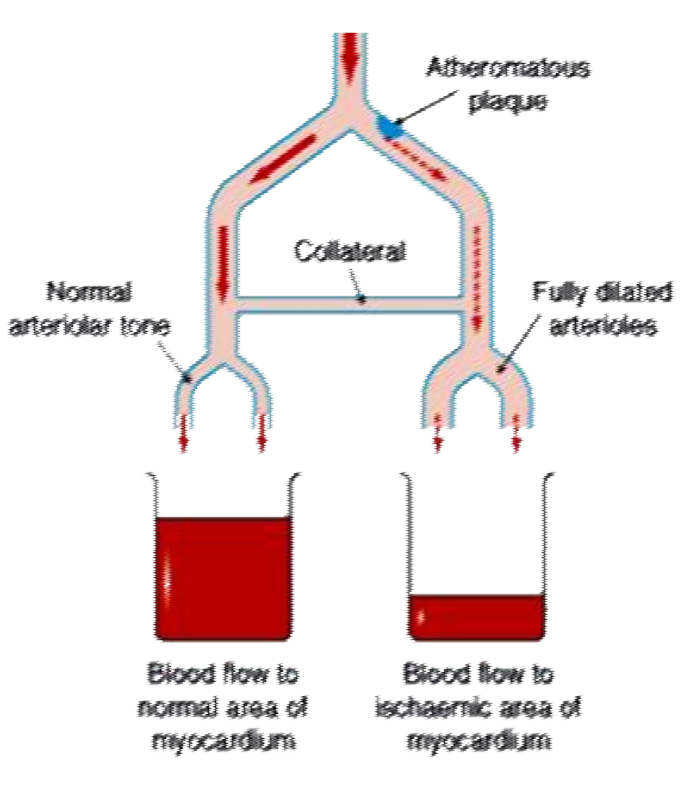 Atheromatous
plaque
Collateral
Normal
arteriolar tone
Fully dilated
arterioles
Blood flow to
normal area of
myocardium
Blood flow to
ischaemic area of
myocardium